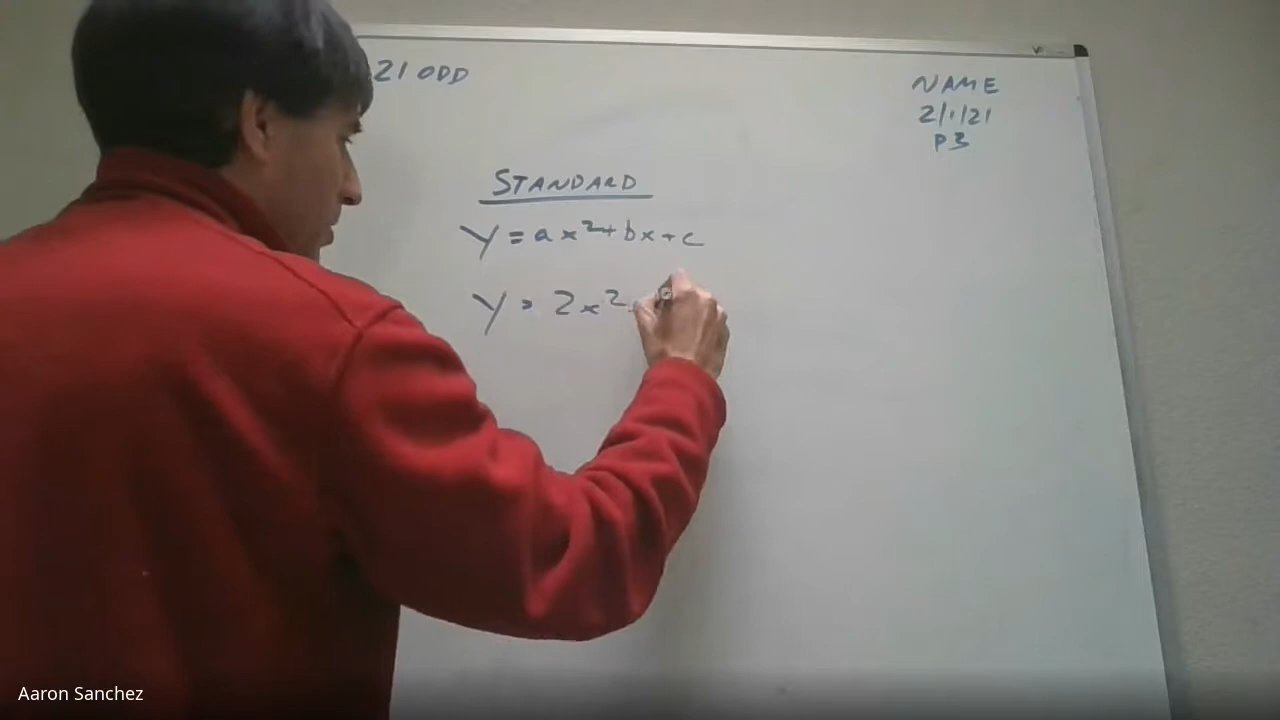 21 ODD
NAME
2/1/21
P3
STANDARD
y = ax²+bx+c
y = 2x²
Aaron Sanchez